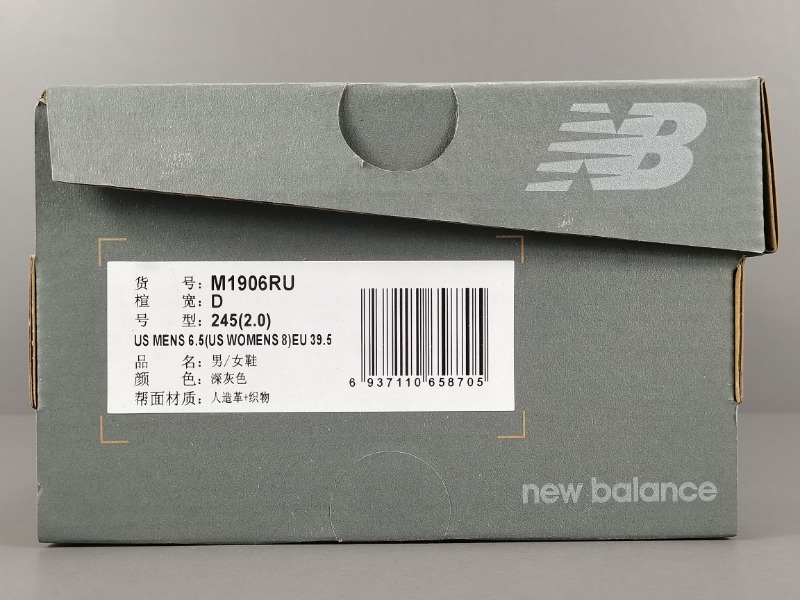 NB
货 号：M1906RU
楦 宽：D
号 型：245(2.0)
US MENS 6.5(US WOMENS 8)EU 39.5
品 名：男/女鞋
颜 色：深灰色
帮面材质：人造革+织物
6 937110 658705
new balance